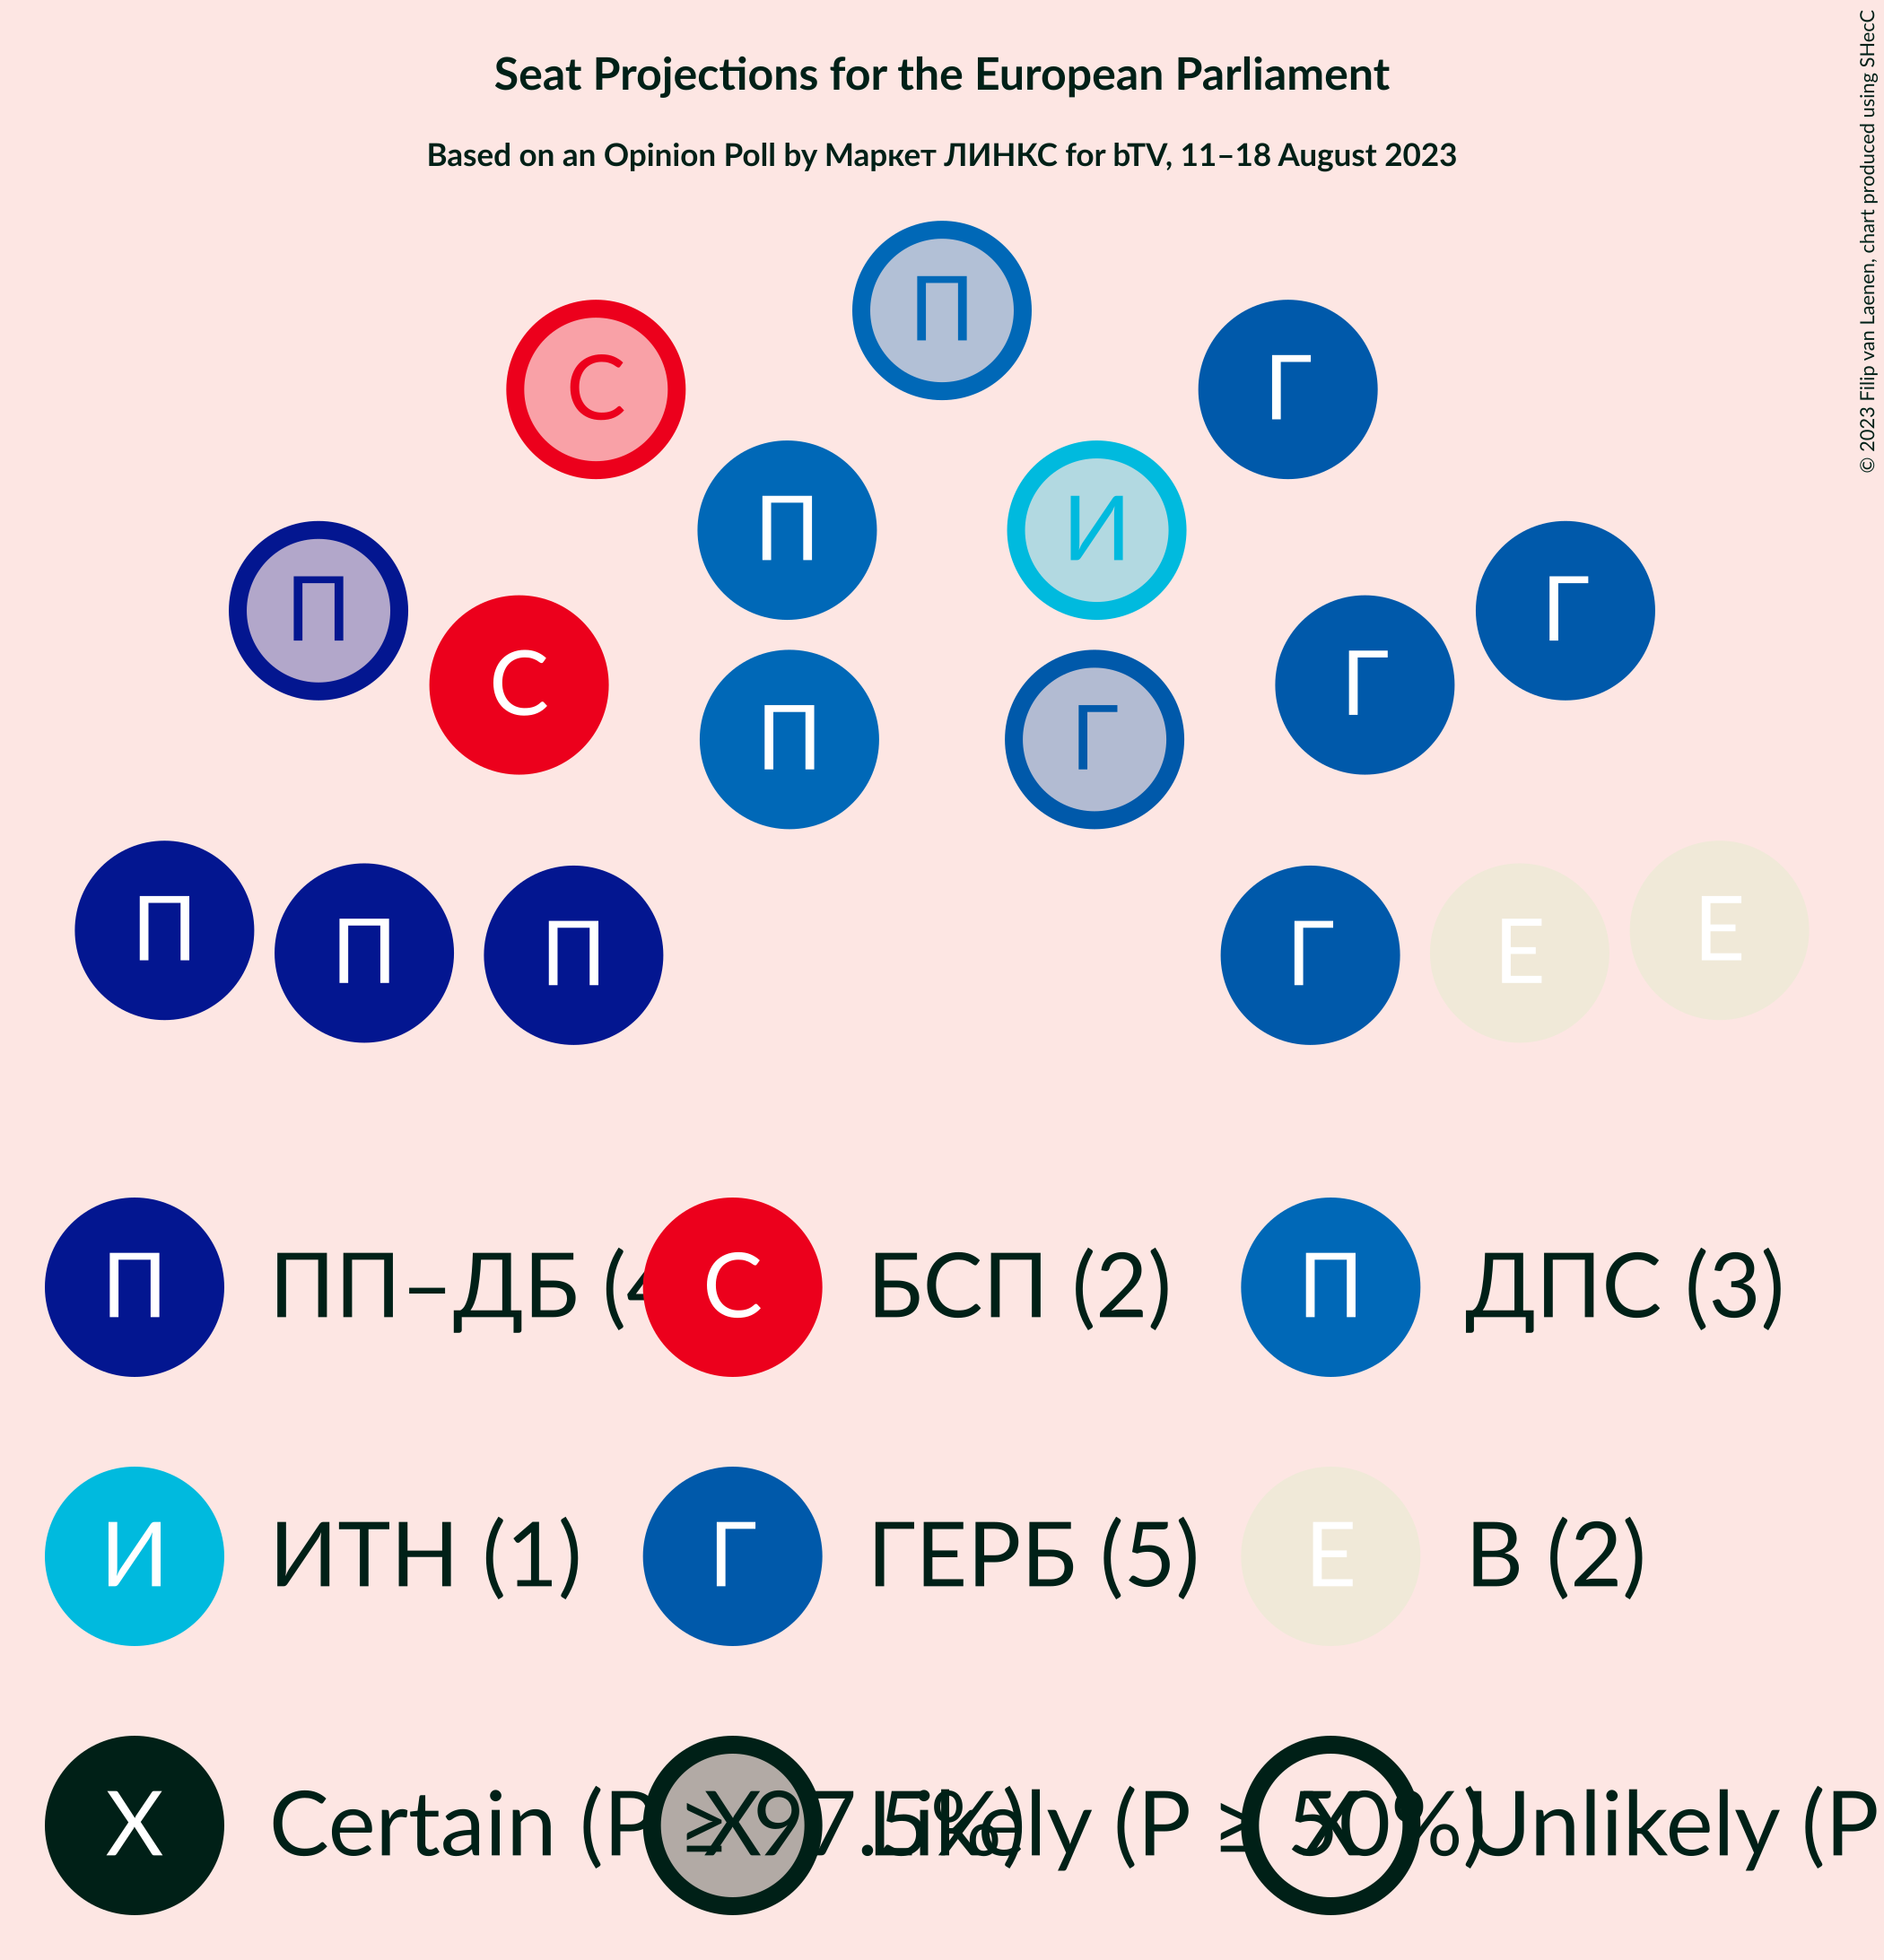 Seat Projections for the European Parliament
Based on an Opinion Poll by Маркет ЛИНКС for bTV, 11–18 August 2023
© 2023 Filip van Laenen, chart produced using SHecC
П
С Г
П И
П Г
С Г
П Г
П П
П П Г Е
П ПП–ДБ (4 С БСП (2) П ДПС (3)
И ИТН (1) Г ГЕРБ (5) Е В (2)
X Certain (P ≥ 97.5%) X Likely (P ≥ 50%) X Unlikely (P